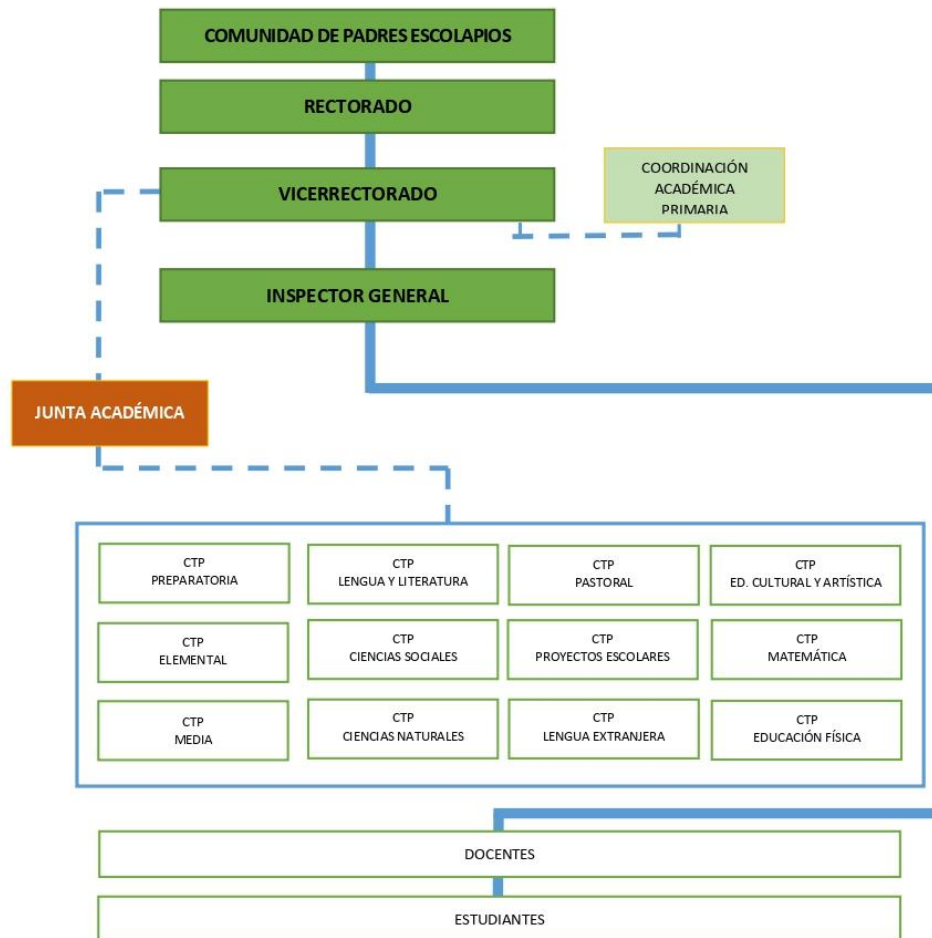 COMUNIDAD DE PADRES ESCOLAPIOS
RECTORADO
VICERRECTORADO
COORDINACIÓN
ACADÉMICA
PRIMARIA
INSPECTOR GENERAL
JUNTA ACADÉMICA
CTP
PREPARATORIA
CTP
LENGUA Y LITERATURA
CTP
PASTORAL
CTP
ED. CULTURAL Y ARTÍSTICA
CTP
ELEMENTAL
CTP
CIENCIAS SOCIALES
CTP
PROYECTOS ESCOLARES
CTP
MATEMÁTICA
CTP
MEDIA
CTP
CIENCIAS NATURALES
CTP
LENGUA EXTRANJERA
CTP
EDUCACIÓN FÍSICA
DOCENTES
ESTUDIANTES